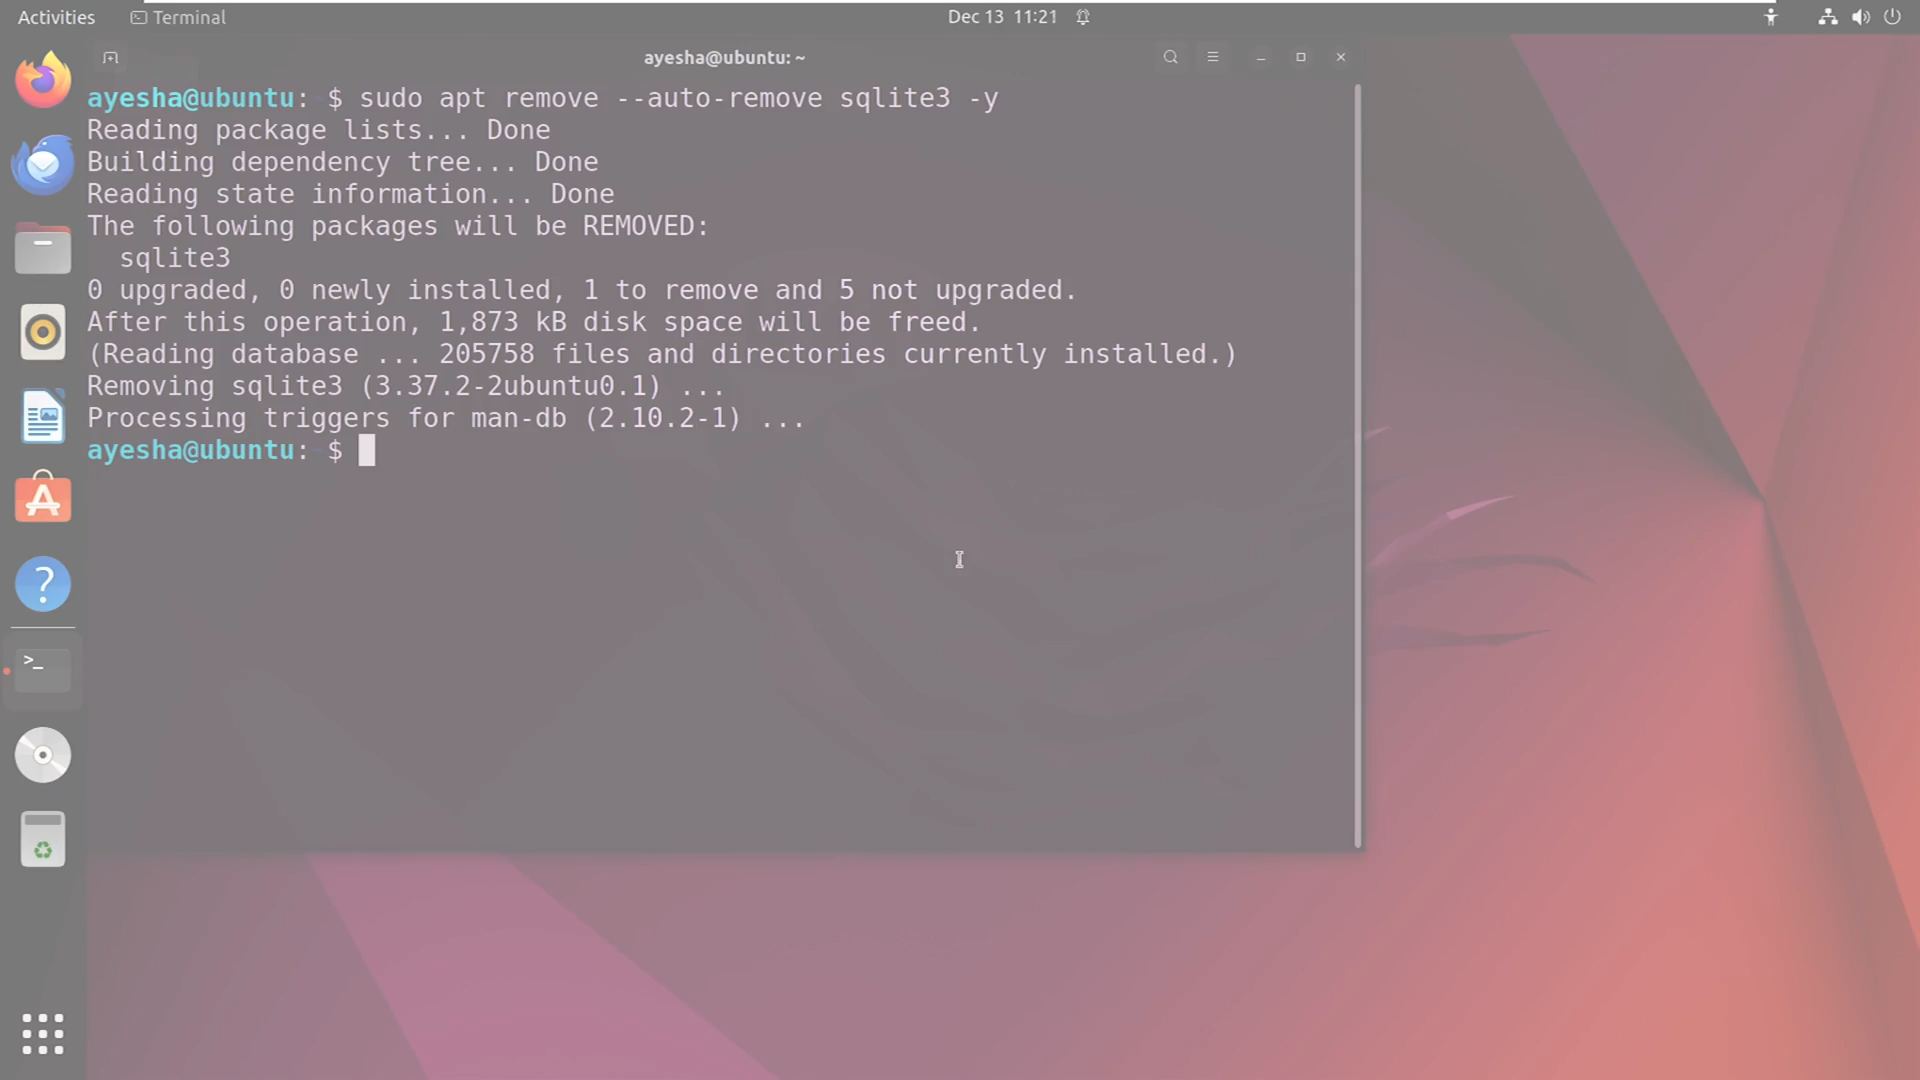 Activities Terminal Dec 13 11:21
ayesha@ubuntu: ~
ayesha@ubuntu:~$ sudo apt remove --auto-remove sqlite3 -y
Reading package lists... Done
Building dependency tree... Done
Reading state information... Done
The following packages will be REMOVED:
  sqlite3
0 upgraded, 0 newly installed, 1 to remove and 5 not upgraded.
After this operation, 1,873 kB disk space will be freed.
(Reading database ... 205758 files and directories currently installed.)
Removing sqlite3 (3.37.2-2ubuntu0.1) ...
Processing triggers for man-db (2.10.2-1) ...
ayesha@ubuntu:~$